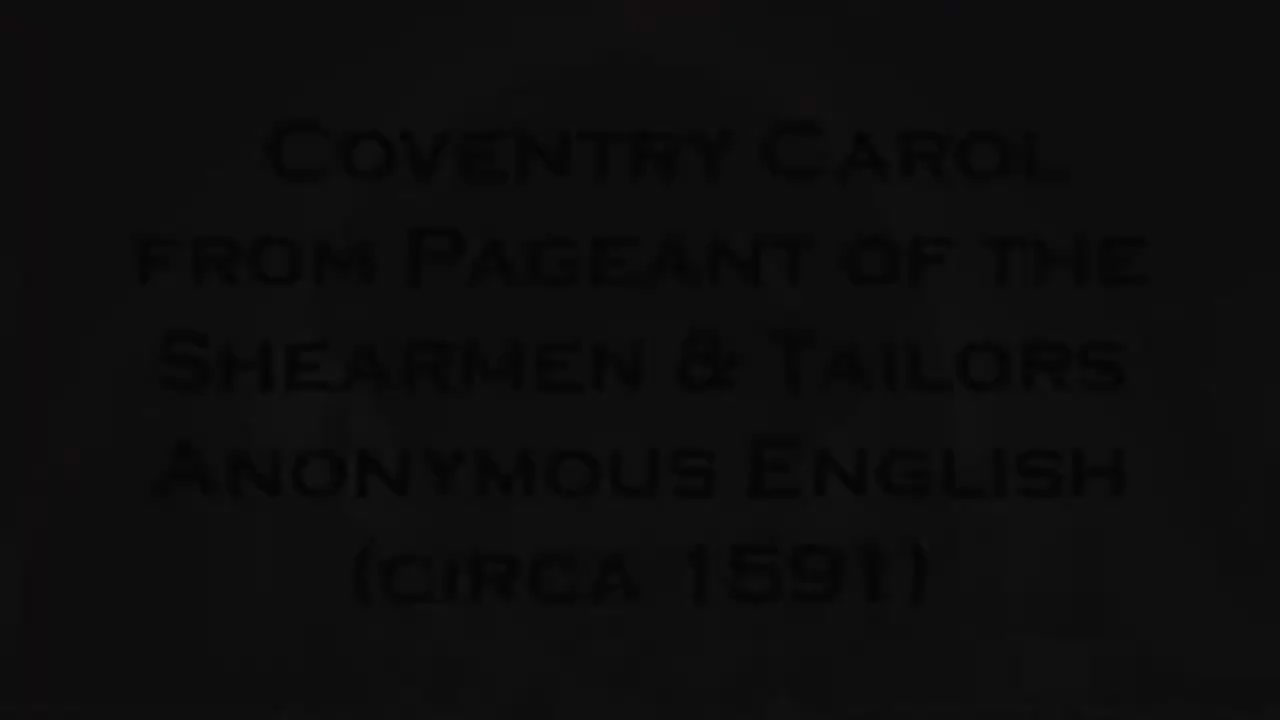 COVENTRY CAROL
FROM PAGEANT OF THE
SHEARMEN & TAILORS
ANONYMOUS ENGLISH
(CIRCA 1591)